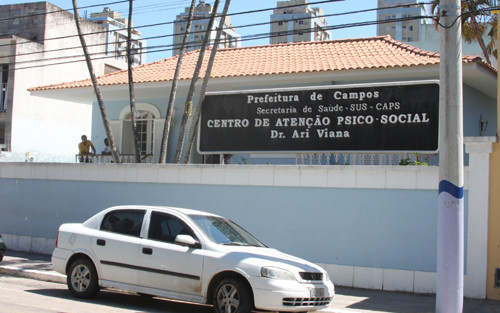 Prefeitura de Campos
Secretaria de Saúde - SUS - CAPS
CENTRO DE ATENÇÃO PSICO-SOCIAL
Dr. Ari Viana